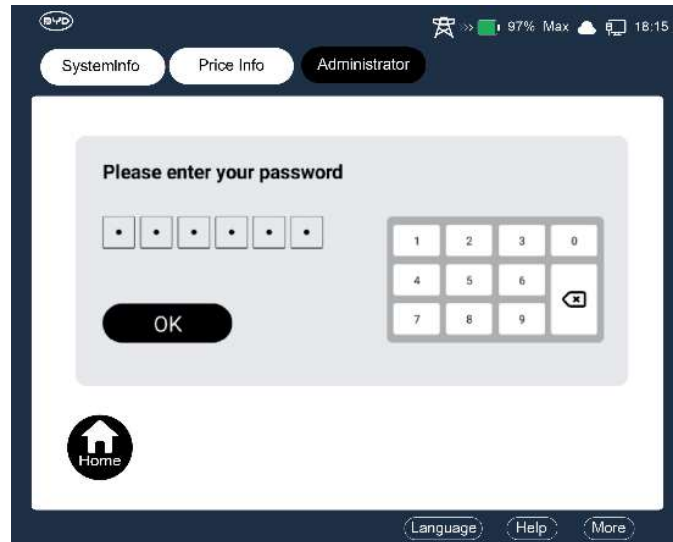 BYD
97% Max 18:15
SystemInfo Price Info Administrator
Please enter your password
1 2 3 0
4 5 6
7 8 9
OK
Home
Language Help More